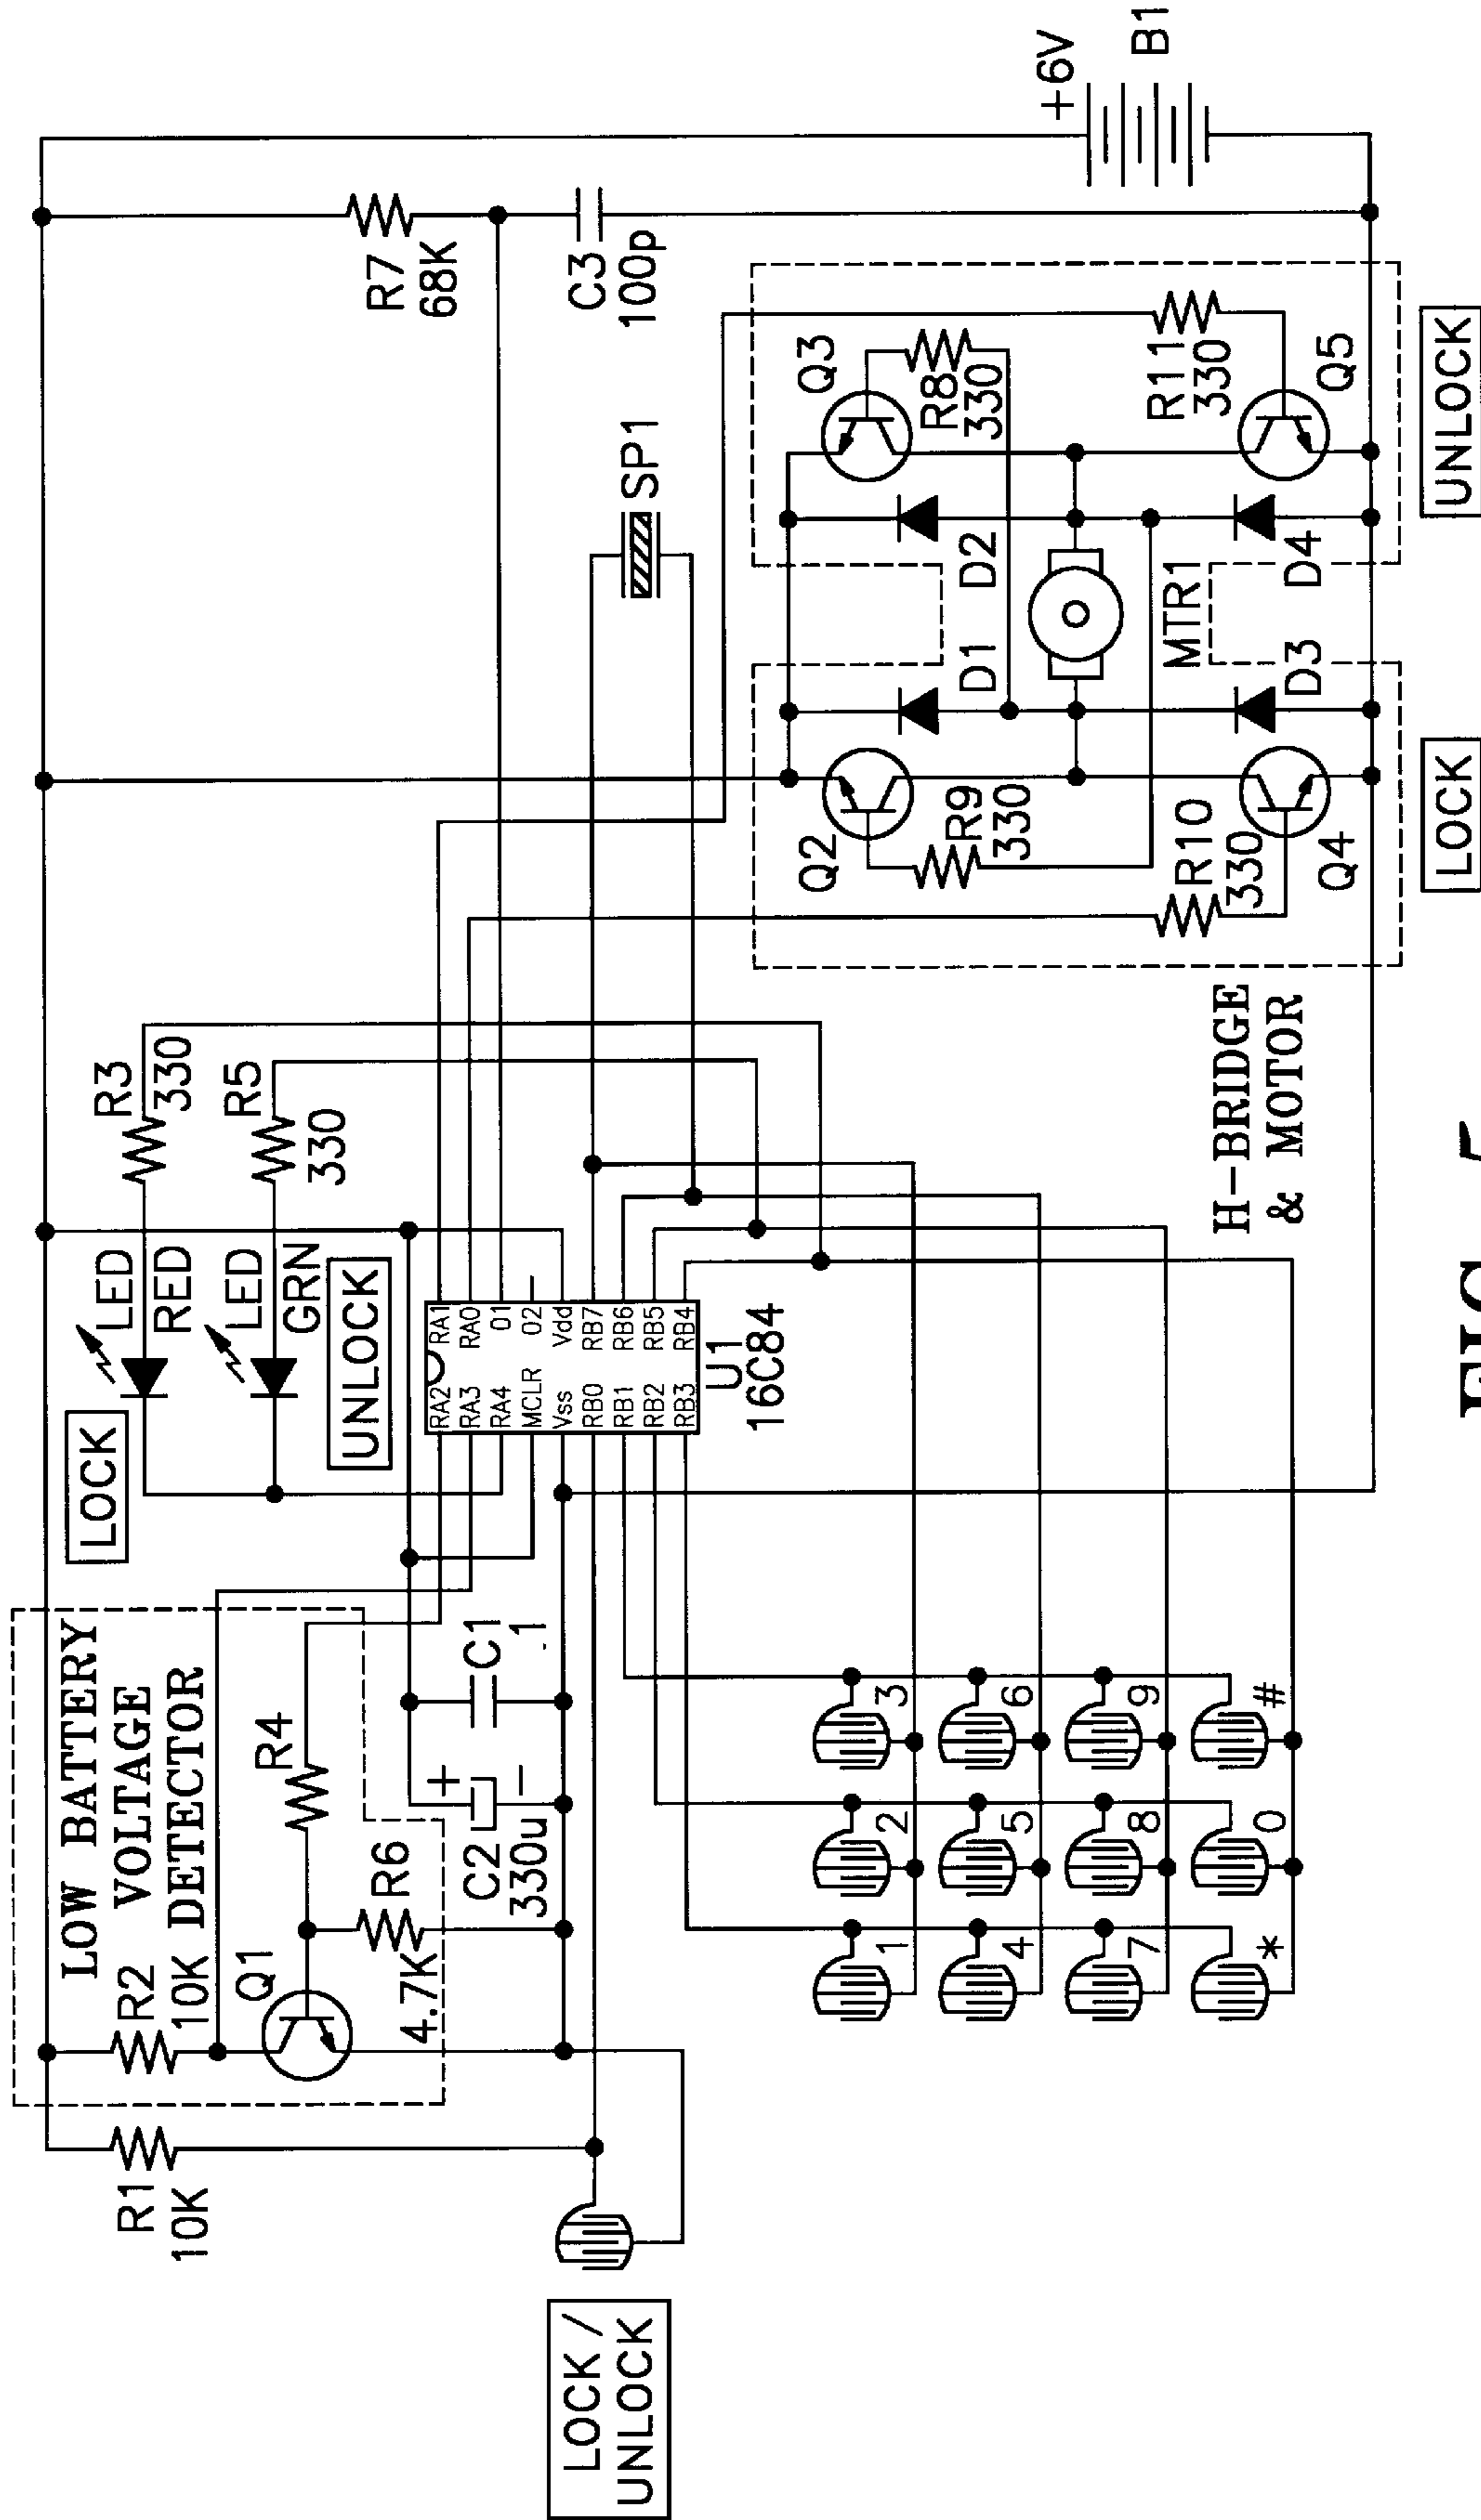 LOCK/
UNLOCK
R1
10K
R2
10K
LOW BATTERY
VOLTAGE
DETECTOR
Q1
R4
R6
4.7K
C2
330u
+
−
C1
.1
LOCK
LED
RED
R3
330
UNLOCK
LED
GRN
R5
330
RA2 RA1
RA3 RA0
RA4 O1
MCLR O2
Vss Vdd
RB0 RB7
RB1 RB6
RB2 RB5
RB3 RB4
U1
16C84
1
2
3
4
5
6
7
8
9
*
0
#
SP1
R7
68K
C3
100p
+6V
B1
H-BRIDGE
& MOTOR
Q2
R9
330
D1
D2
Q3
R8
330
MTR1
R10
330
Q4
D3
D4
R11
330
Q5
LOCK
UNLOCK